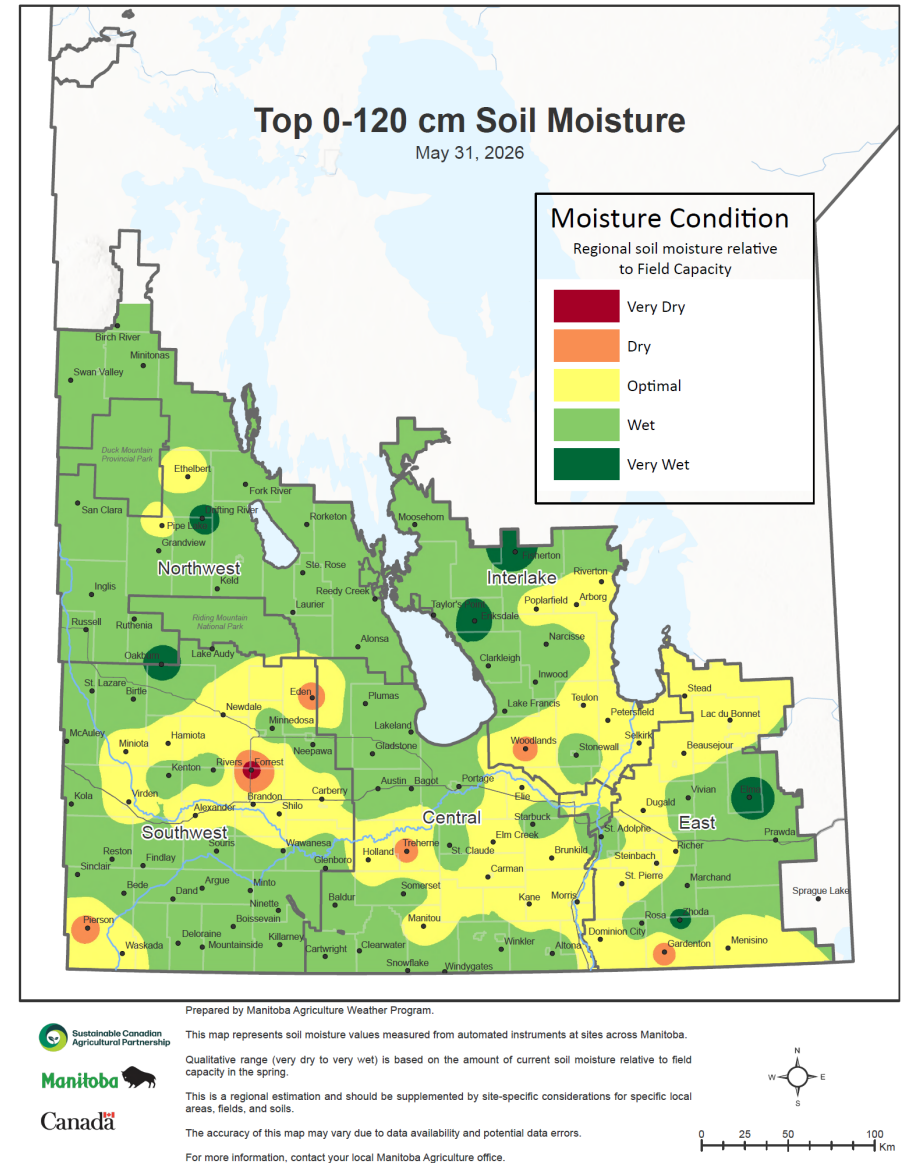 Top 0-120 cm Soil Moisture
May 31, 2026
Moisture Condition
Regional soil moisture relative
to Field Capacity
Very Dry
Dry
Optimal
Wet
Very Wet
Birch River
Minitonas
Swan Valley
Duck Mountain
Provincial Park
Ethelbert
Fork River
San Clara
Drifting River
Pipe Lake
Rorketon
Moosehorn
Grandview
Northwest
Fisherton
Interlake
Ste. Rose
Riverton
Inglis
Keld
Reedy Creek
Poplarfield
Arborg
Laurier
Taylor's Point
Eriksdale
Russell
Ruthenia
Riding Mountain
National Park
Narcisse
Alonsa
Oakburn
Lake Audy
Clarkleigh
Inwood
St. Lazare
Birtle
Eden
Plumas
Stead
Lake Francis
Teulon
Newdale
Minnedosa
Petersfield
Lac du Bonnet
Lakeland
McAuley
Miniota
Hamiota
Neepawa
Gladstone
Woodlands
Stonewall
Selkirk
Beausejour
Kenton
Rivers
Forrest
Austin
Bagot
Portage
Elie
Vivian
Elma
Kola
Virden
Brandon
Carberry
Alexander
Shilo
Dugald
Southwest
Central
Starbuck
East
St. Adolphe
Prawda
Souris
Wawanesa
Treherne
St. Claude
Elm Creek
Brunkild
Richer
Reston
Findlay
Glenboro
Holland
Steinbach
Sinclair
Carman
St. Pierre
Marchand
Bede
Dand
Argue
Minto
Somerset
Sprague Lake
Ninette
Baldur
Kane
Morris
Pierson
Boissevain
Manitou
Rosa
Zhoda
Deloraine
Killarney
Dominion City
Waskada
Mountainside
Cartwright
Clearwater
Winkler
Altona
Gardenton
Menisino
Snowflake
Windygates
Prepared by Manitoba Agriculture Weather Program.
Sustainable Canadian
Agricultural Partnership
This map represents soil moisture values measured from automated instruments at sites across Manitoba.
Qualitative range (very dry to very wet) is based on the amount of current soil moisture relative to field
capacity in the spring.
Manitoba
This is a regional estimation and should be supplemented by site-specific considerations for specific local
areas, fields, and soils.
Canada
The accuracy of this map may vary due to data availability and potential data errors.
For more information, contact your local Manitoba Agriculture office.
N
W
E
S
0 25 50 100
Km